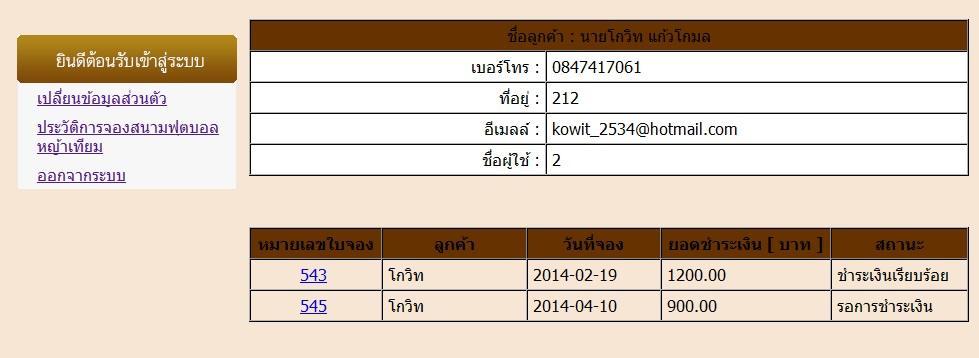 ยินดีต้อนรับเข้าสู่ระบบ
เปลี่ยนข้อมูลส่วนตัว
ประวัติการจองสนามฟุตบอล
หญ้าเทียม
ออกจากระบบ
ชื่อลูกค้า : นายโกวิท แก้วโกมล
เบอร์โทร : 0847417061
ที่อยู่ : 212
อีเมลล์ : kowit_2534@hotmail.com
ชื่อผู้ใช้ : 2
หมายเลขใบจอง ลูกค้า วันที่จอง ยอดชำระเงิน [ บาท ] สถานะ
543 โกวิท 2014-02-19 1200.00 ชำระเงินเรียบร้อย
545 โกวิท 2014-04-10 900.00 รอการชำระเงิน